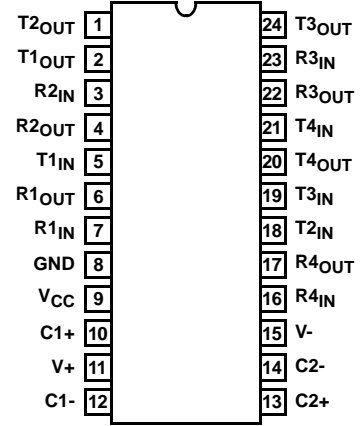 T2OUT 1 24 T3OUT
T1OUT 2 23 R3IN
R2IN 3 22 R3OUT
R2OUT 4 21 T4IN
T1IN 5 20 T4OUT
R1OUT 6 19 T3IN
R1IN 7 18 T2IN
GND 8 17 R4OUT
VCC 9 16 R4IN
C1+ 10 15 V-
V+ 11 14 C2-
C1- 12 13 C2+